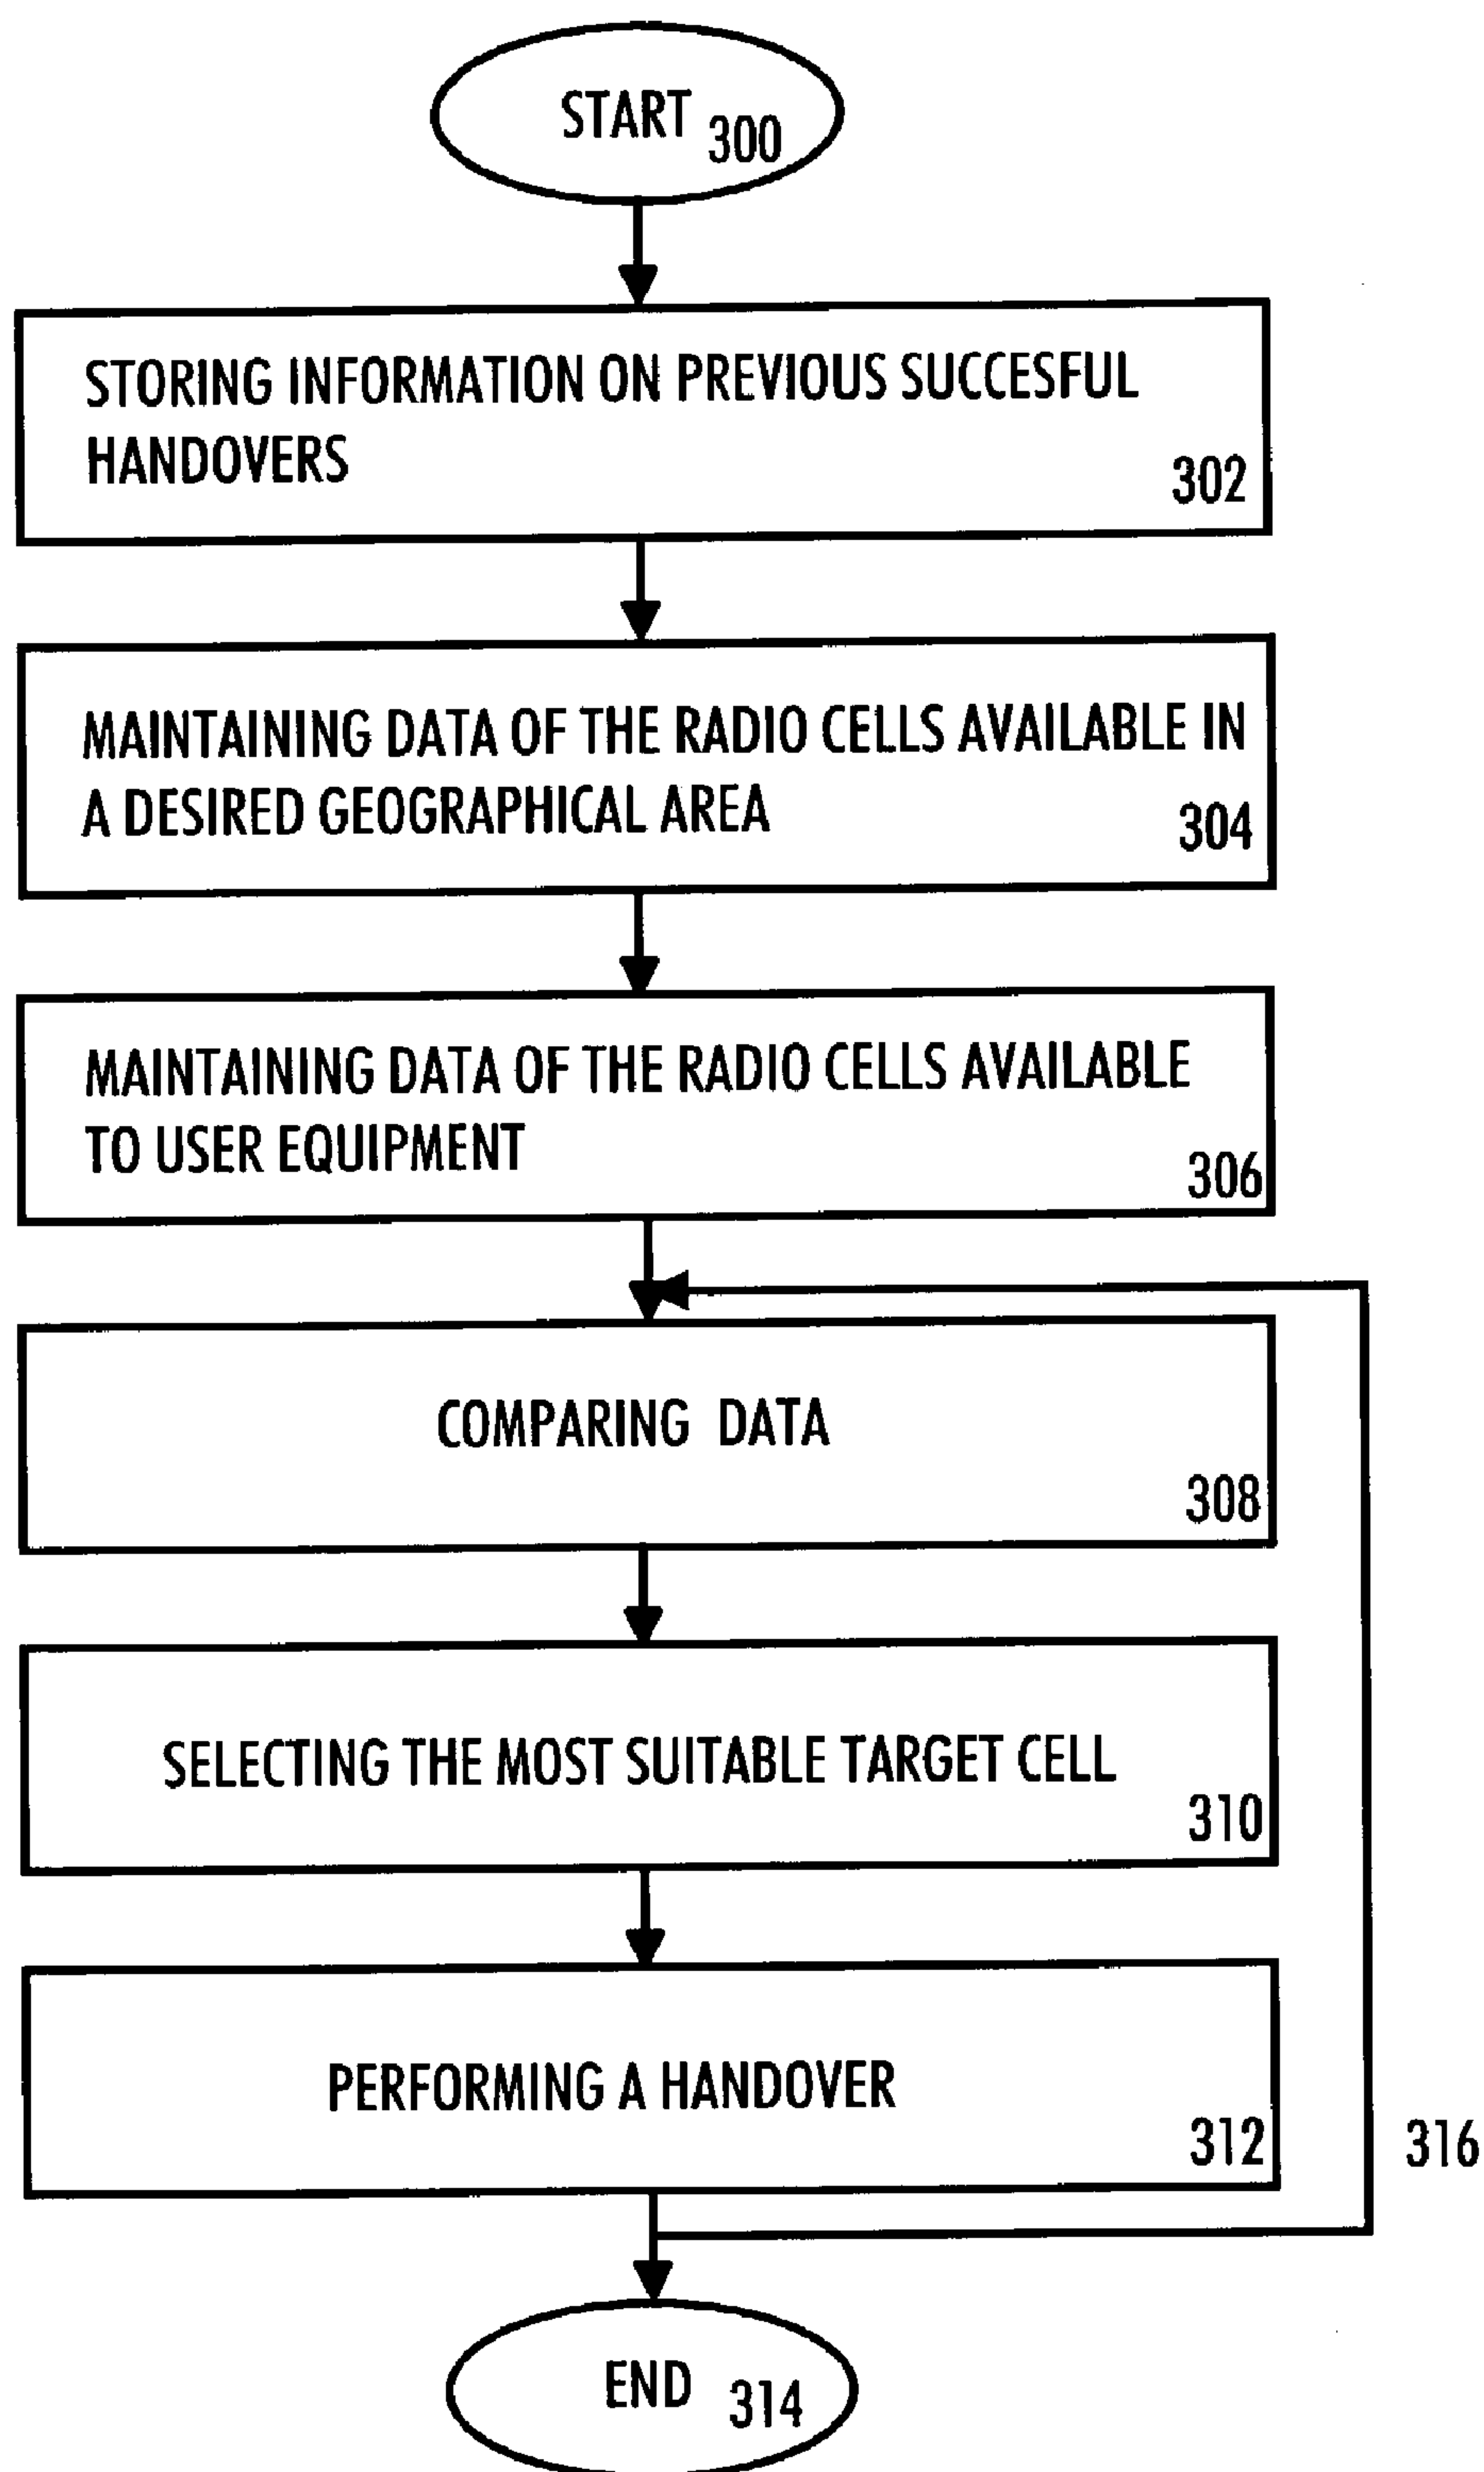 START 300
STORING INFORMATION ON PREVIOUS SUCCESFUL
HANDOVERS
302
MAINTAINING DATA OF THE RADIO CELLS AVAILABLE IN
A DESIRED GEOGRAPHICAL AREA
304
MAINTAINING DATA OF THE RADIO CELLS AVAILABLE
TO USER EQUIPMENT
306
COMPARING DATA
308
SELECTING THE MOST SUITABLE TARGET CELL
310
PERFORMING A HANDOVER
312
316
END 314